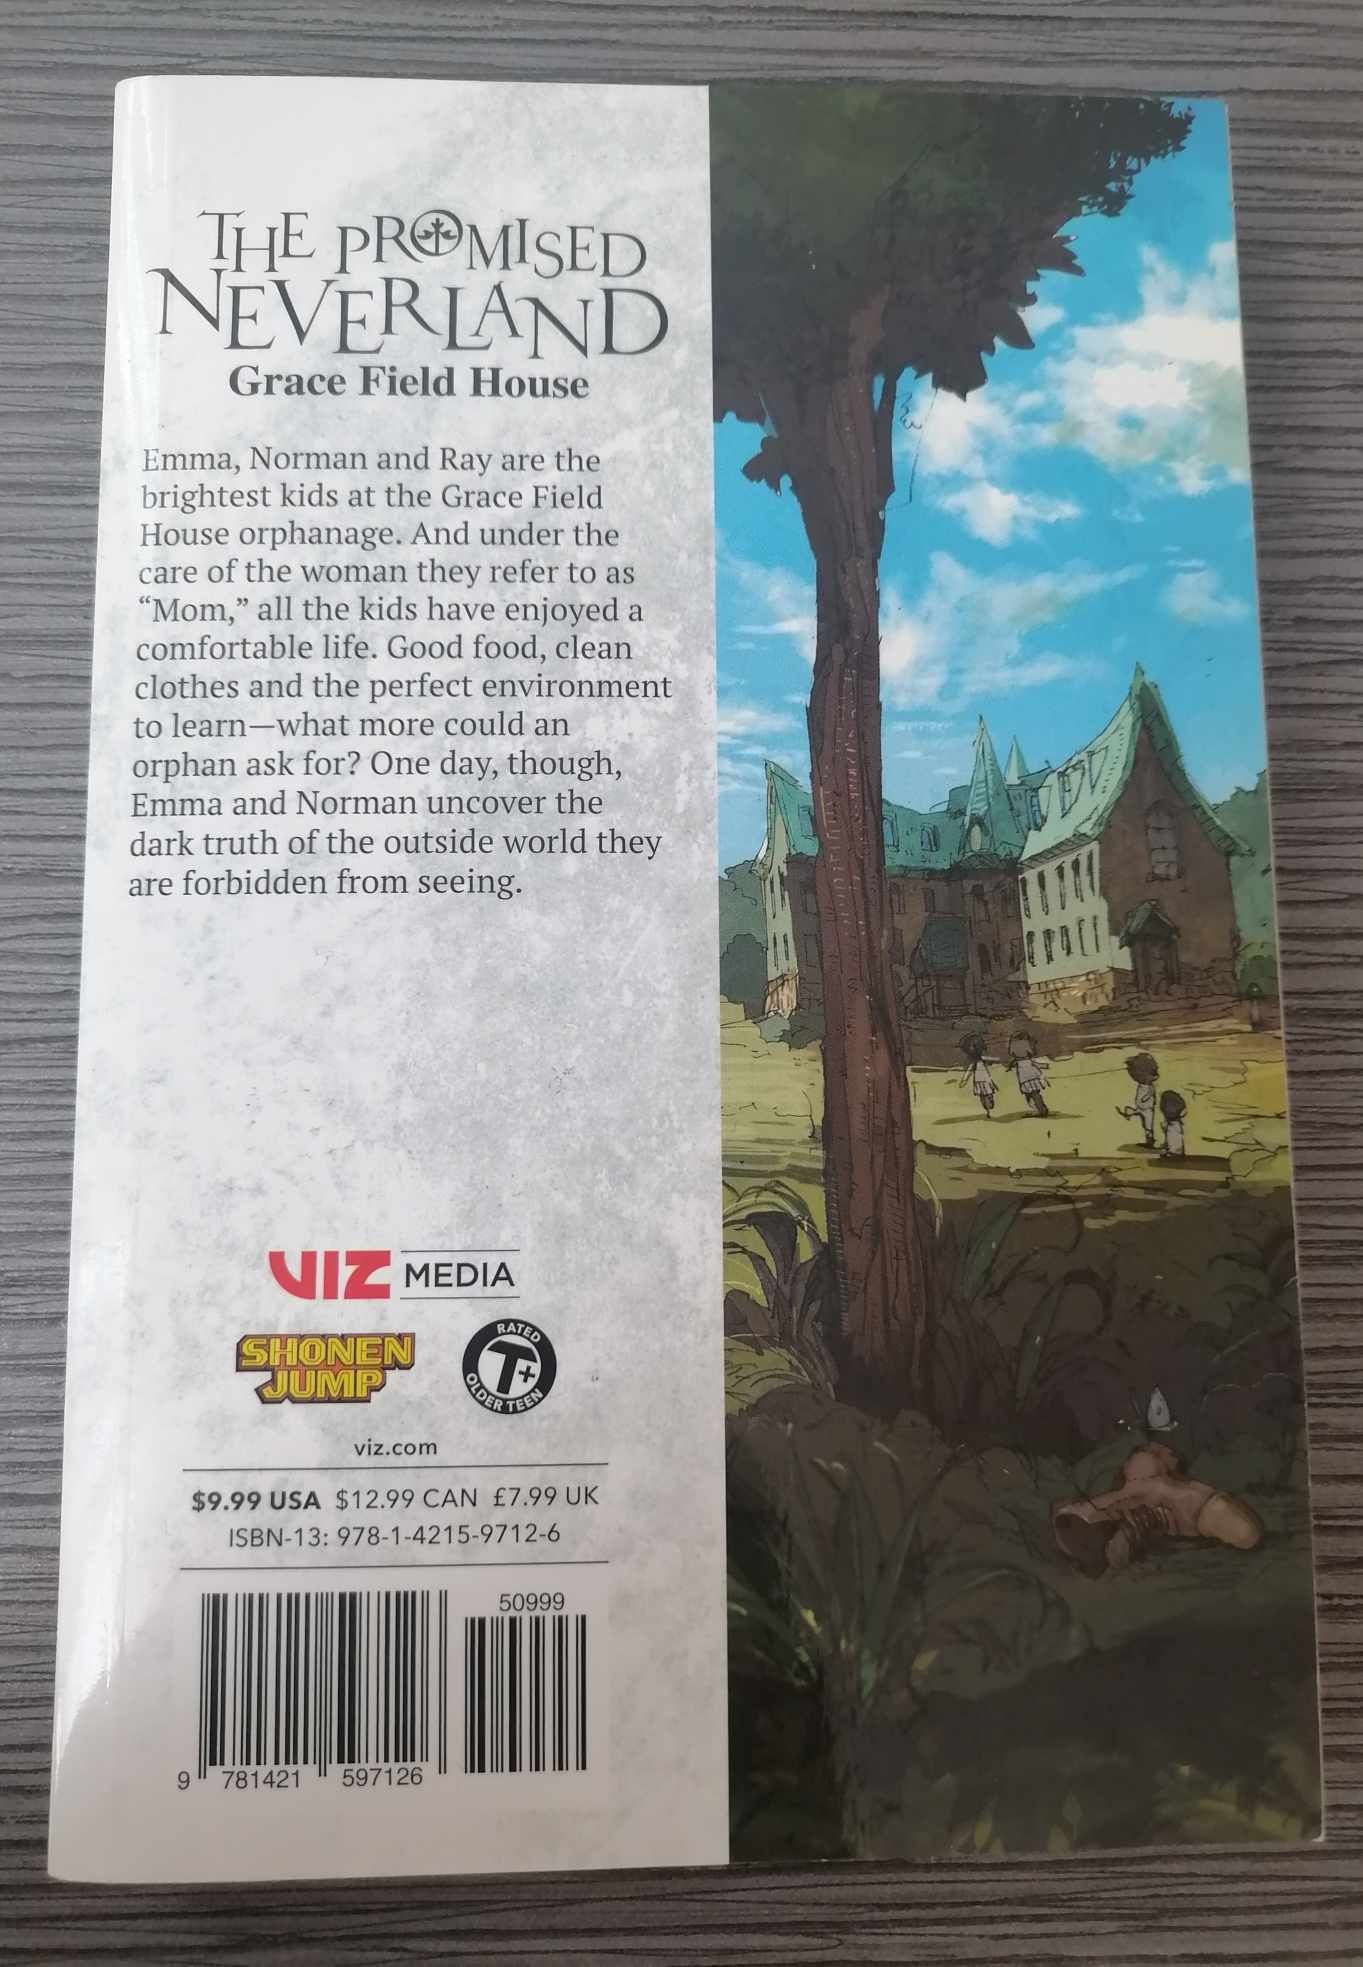 THE PROMISED
NEVERLAND
Grace Field House
Emma, Norman and Ray are the
brightest kids at the Grace Field
House orphanage. And under the
care of the woman they refer to as
“Mom,” all the kids have enjoyed a
comfortable life. Good food, clean
clothes and the perfect environment
to learn—what more could an
orphan ask for? One day, though,
Emma and Norman uncover the
dark truth of the outside world they
are forbidden from seeing.
VIZ MEDIA
SHONEN
JUMP
RATED
T+
OLDER TEEN
viz.com
$9.99 USA $12.99 CAN £7.99 UK
ISBN-13: 978-1-4215-9712-6
50999
9 781421 597126